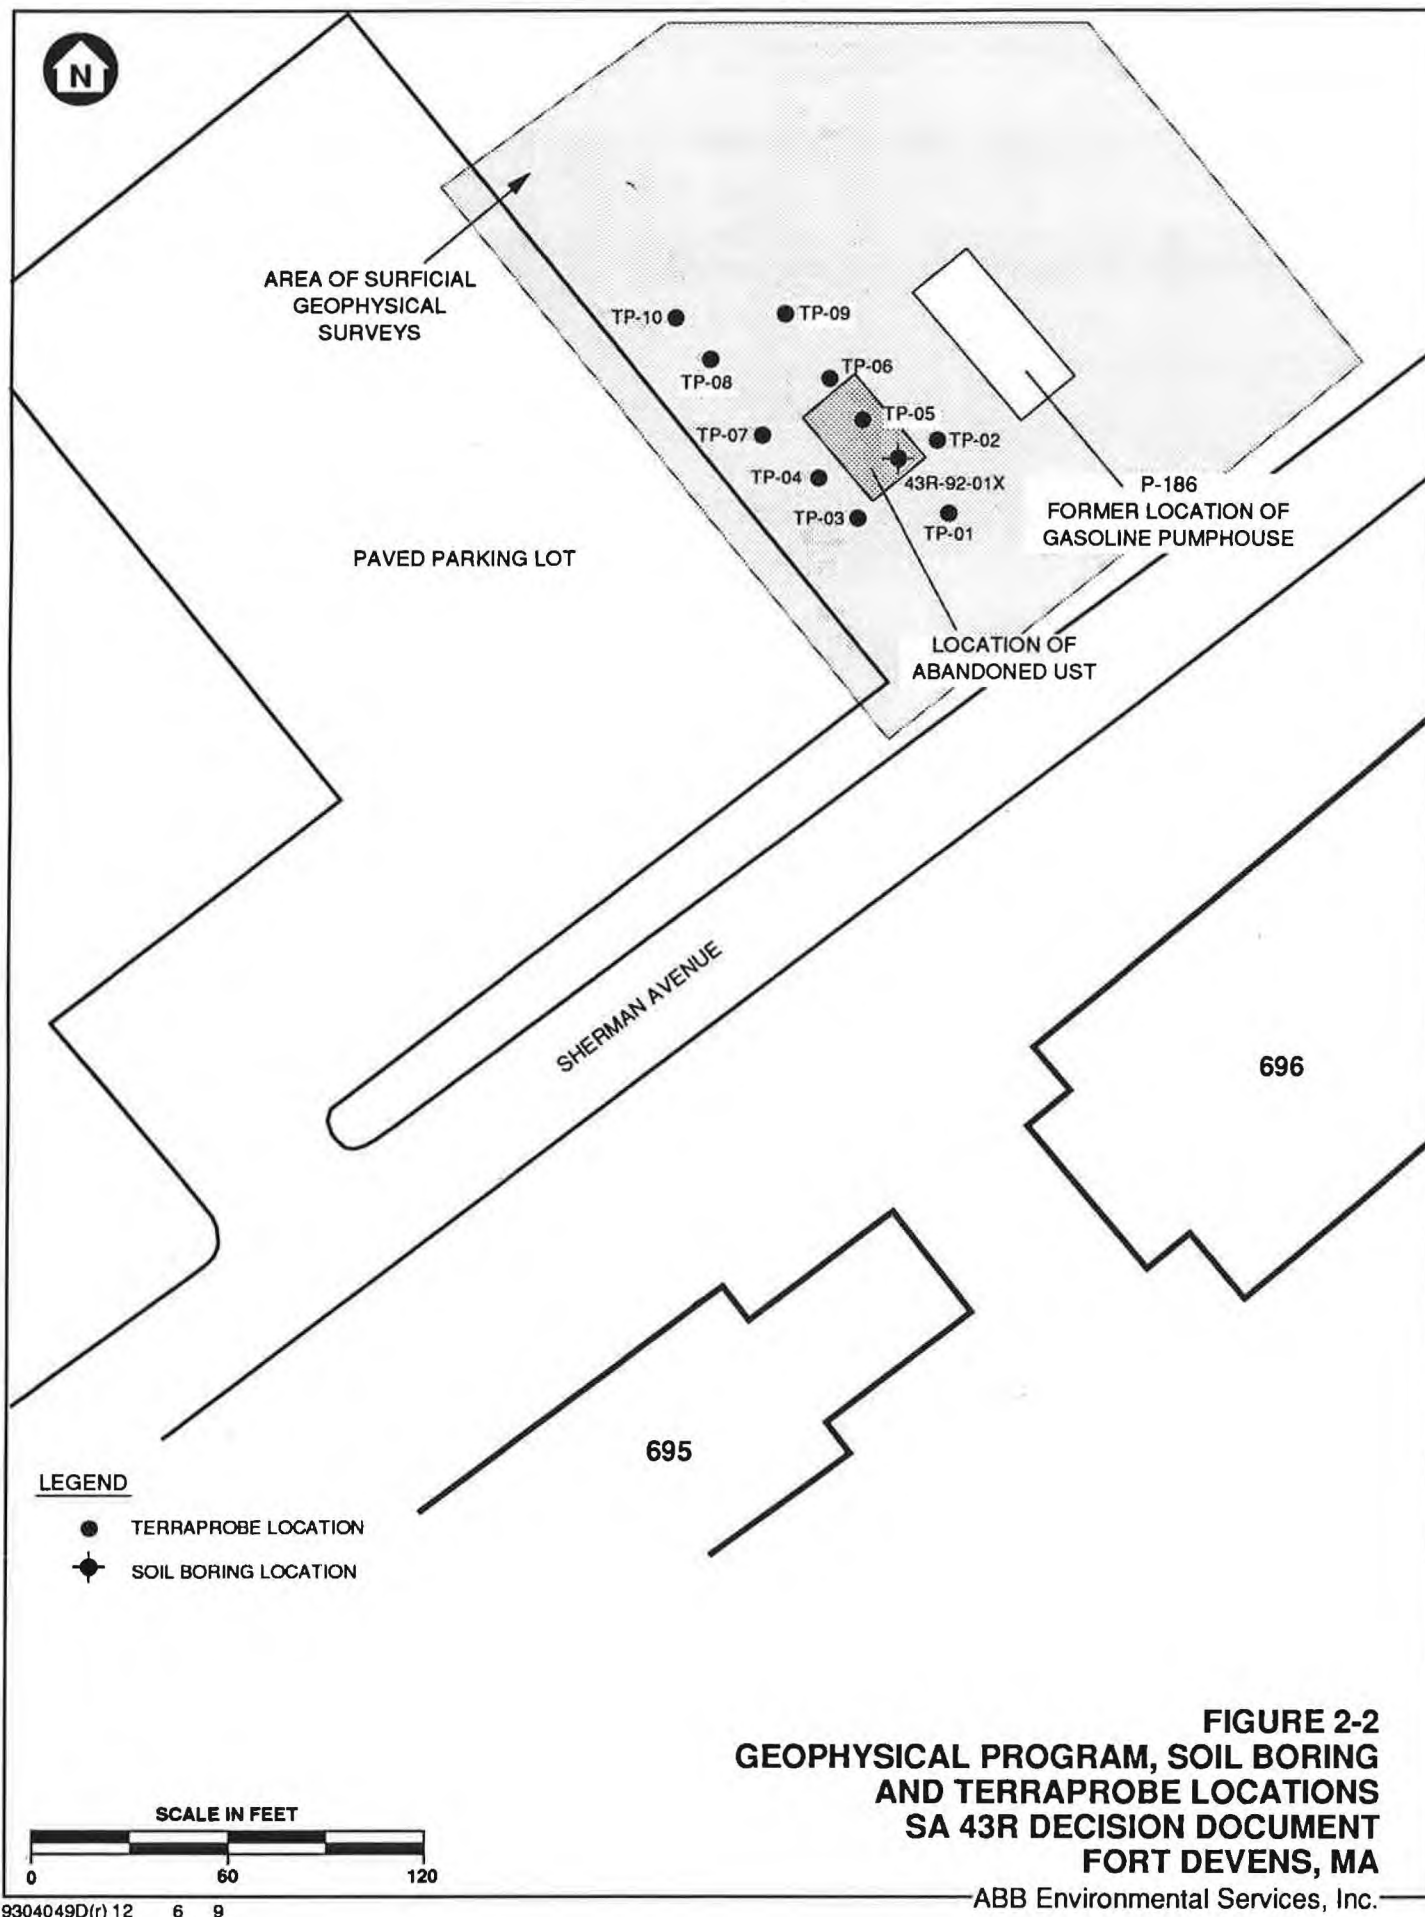 N
AREA OF SURFICIAL
GEOPHYSICAL
SURVEYS
TP-10
TP-09
TP-08
TP-06
TP-05
TP-07
TP-02
TP-04
43R-92-01X
TP-03
TP-01
P-186
FORMER LOCATION OF
GASOLINE PUMPHOUSE
PAVED PARKING LOT
LOCATION OF
ABANDONED UST
SHERMAN AVENUE
696
695
LEGEND
TERRAPROBE LOCATION
SOIL BORING LOCATION
FIGURE 2-2
GEOPHYSICAL PROGRAM, SOIL BORING
AND TERRAPROBE LOCATIONS
SA 43R DECISION DOCUMENT
FORT DEVENS, MA
SCALE IN FEET
0 60 120
ABB Environmental Services, Inc.
9304049D(r) 12 6 9